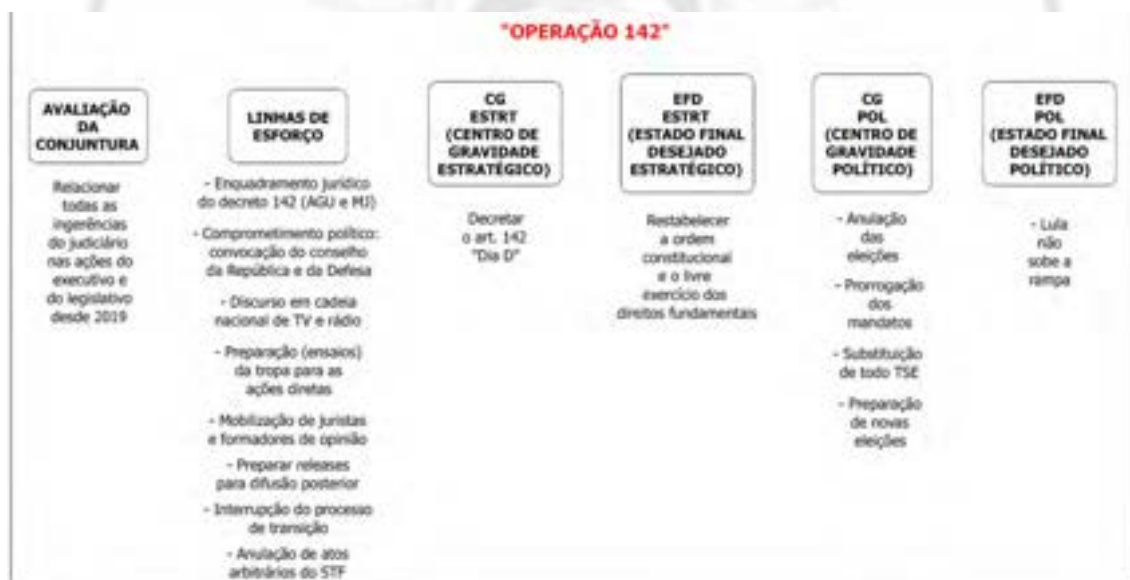 "OPERAÇÃO 142"
AVALIAÇÃO
DA
CONJUNTURA
Relacionar
todas as
ingerências
do judiciário
nas ações do
executivo e
do legislativo
desde 2019
LINHAS DE
ESFORÇO
- Enquadramento jurídico
do decreto 142 (AGU e MJ)
- Comprometimento político:
convocação do conselho
da República e da Defesa
- Discurso em cadeia
nacional de TV e rádio
- Preparação (ensaios)
da tropa para as
ações diretas
- Mobilização de juristas
e formadores de opinião
- Preparar releases
para difusão posterior
- Interrupção do processo
de transição
- Anulação de atos
arbitrários do STF
CG
ESTRT
(CENTRO DE
GRAVIDADE
ESTRATÉGICO)
Decretar
o art. 142
"Dia D"
EFD
ESTRT
(ESTADO FINAL
DESEJADO
ESTRATÉGICO)
Restabelecer
a ordem
constitucional
e o livre
exercício dos
direitos fundamentais
CG
POL
(CENTRO DE
GRAVIDADE
POLÍTICO)
- Anulação
das
eleições
- Prorrogação
dos
mandatos
- Substituição
de todo TSE
- Preparação
de novas
eleições
EFD
POL
(ESTADO FINAL
DESEJADO
POLÍTICO)
- Lula
não
sobe a
rampa